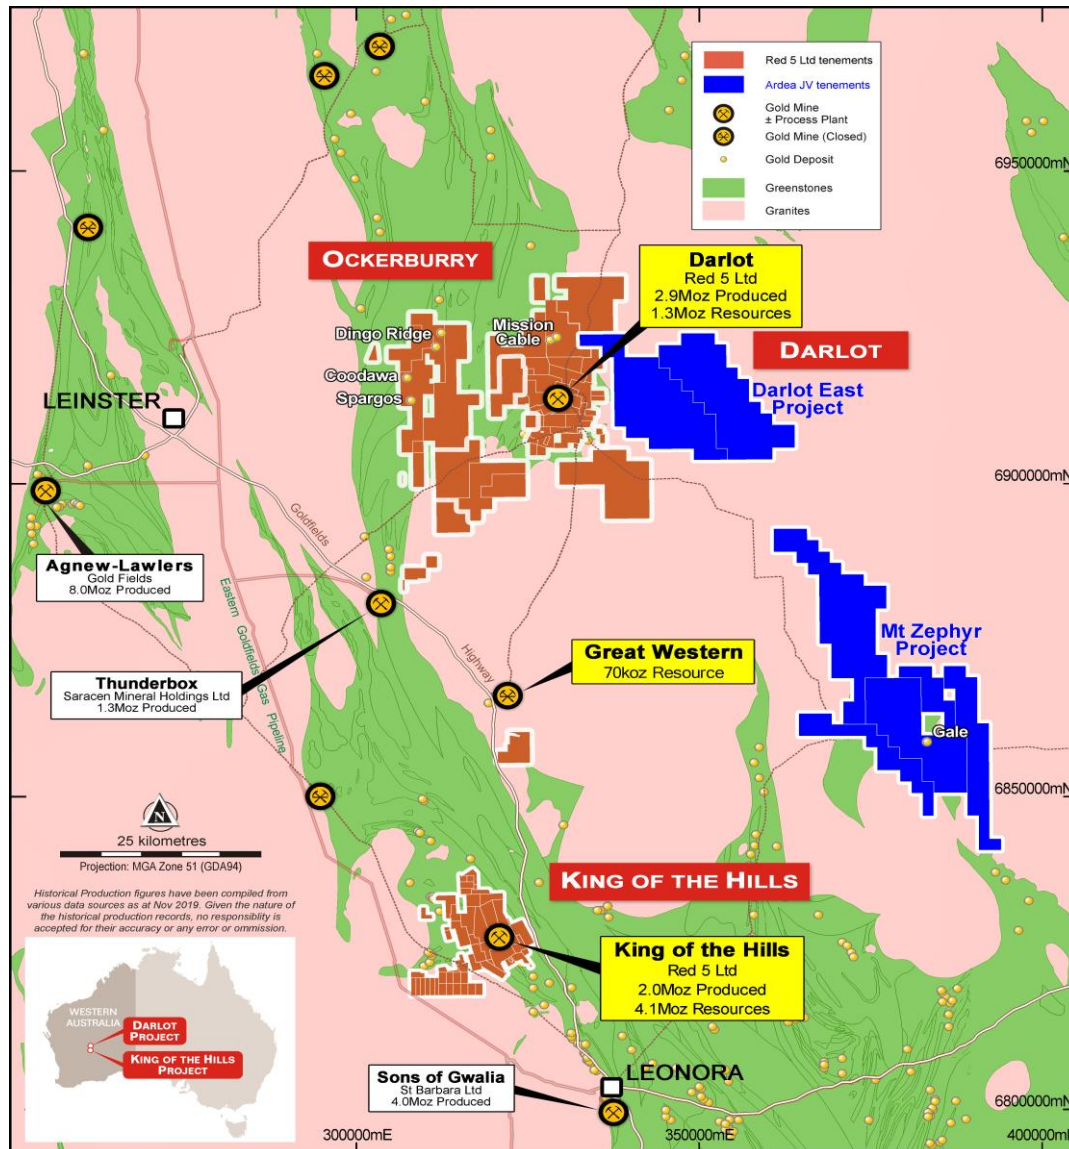 Red 5 Ltd tenements
Ardea JV tenements
Gold Mine
± Process Plant
Gold Mine (Closed)
Gold Deposit
Greenstones
Granites
6950000mN
OCKERBURRY
Darlot
Red 5 Ltd
2.9Moz Produced
1.3Moz Resources
Dingo Ridge
Mission
Cable
DARLOT
Coodawa
Spargos
Darlot East
Project
LEINSTER
6900000mN
Goldfields
Agnew-Lawlers
Gold Fields
8.0Moz Produced
Eastern Goldfields Gas Pipeline
Mt Zephyr
Project
Highway
Great Western
70koz Resource
Thunderbox
Saracen Mineral Holdings Ltd
1.3Moz Produced
Gale
6850000mN
N
25 kilometres
Projection: MGA Zone 51 (GDA94)
KING OF THE HILLS
Historical Production figures have been compiled from
various data sources as at Nov 2019. Given the nature of
the historical production records, no responsiblity is
accepted for their accuracy or any error or ommission.
King of the Hills
Red 5 Ltd
2.0Moz Produced
4.1Moz Resources
WESTERN
AUSTRALIA
DARLOT
PROJECT
KING OF THE HILLS
PROJECT
LEONORA
Sons of Gwalia
St Barbara Ltd
4.0Moz Produced
6800000mN
300000mE
350000mE
400000mE